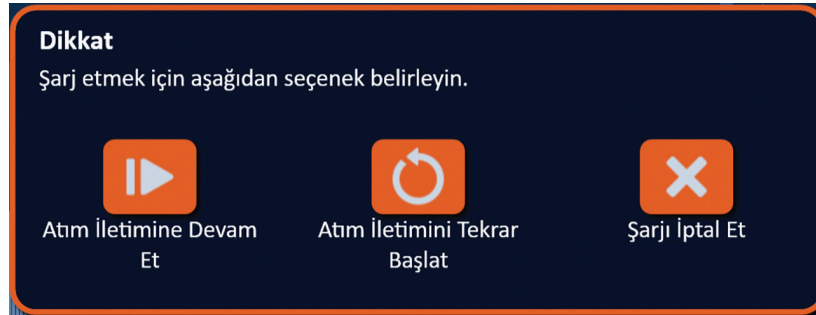 Dikkat
Şarj etmek için aşağıdan seçenek belirleyin.
Atım İletimine Devam
Et
Atım İletimini Tekrar
Başlat
Şarjı İptal Et